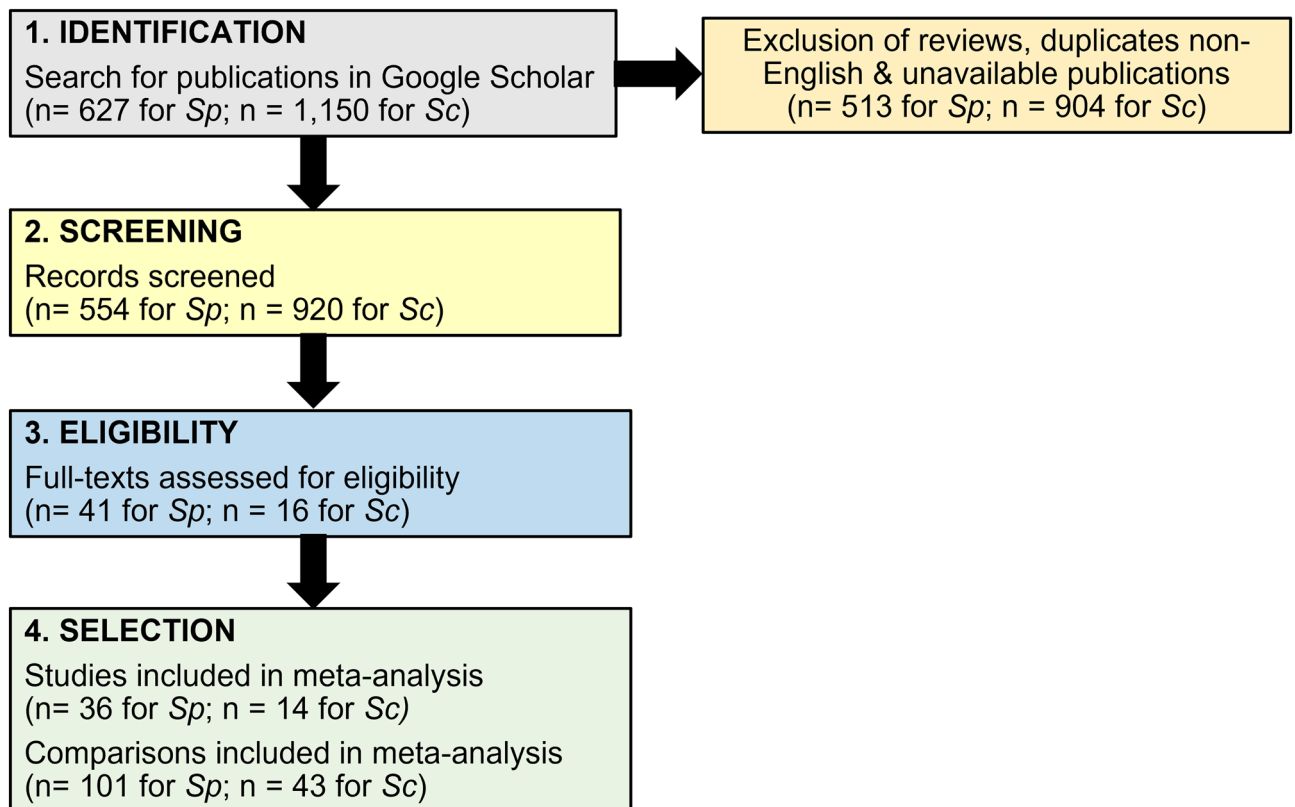 1. IDENTIFICATION
Search for publications in Google Scholar
(n= 627 for Sp; n = 1,150 for Sc)
Exclusion of reviews, duplicates non-
English & unavailable publications
(n= 513 for Sp; n = 904 for Sc)
2. SCREENING
Records screened
(n= 554 for Sp; n = 920 for Sc)
3. ELIGIBILITY
Full-texts assessed for eligibility
(n= 41 for Sp; n = 16 for Sc)
4. SELECTION
Studies included in meta-analysis
(n= 36 for Sp; n = 14 for Sc)
Comparisons included in meta-analysis
(n= 101 for Sp; n = 43 for Sc)